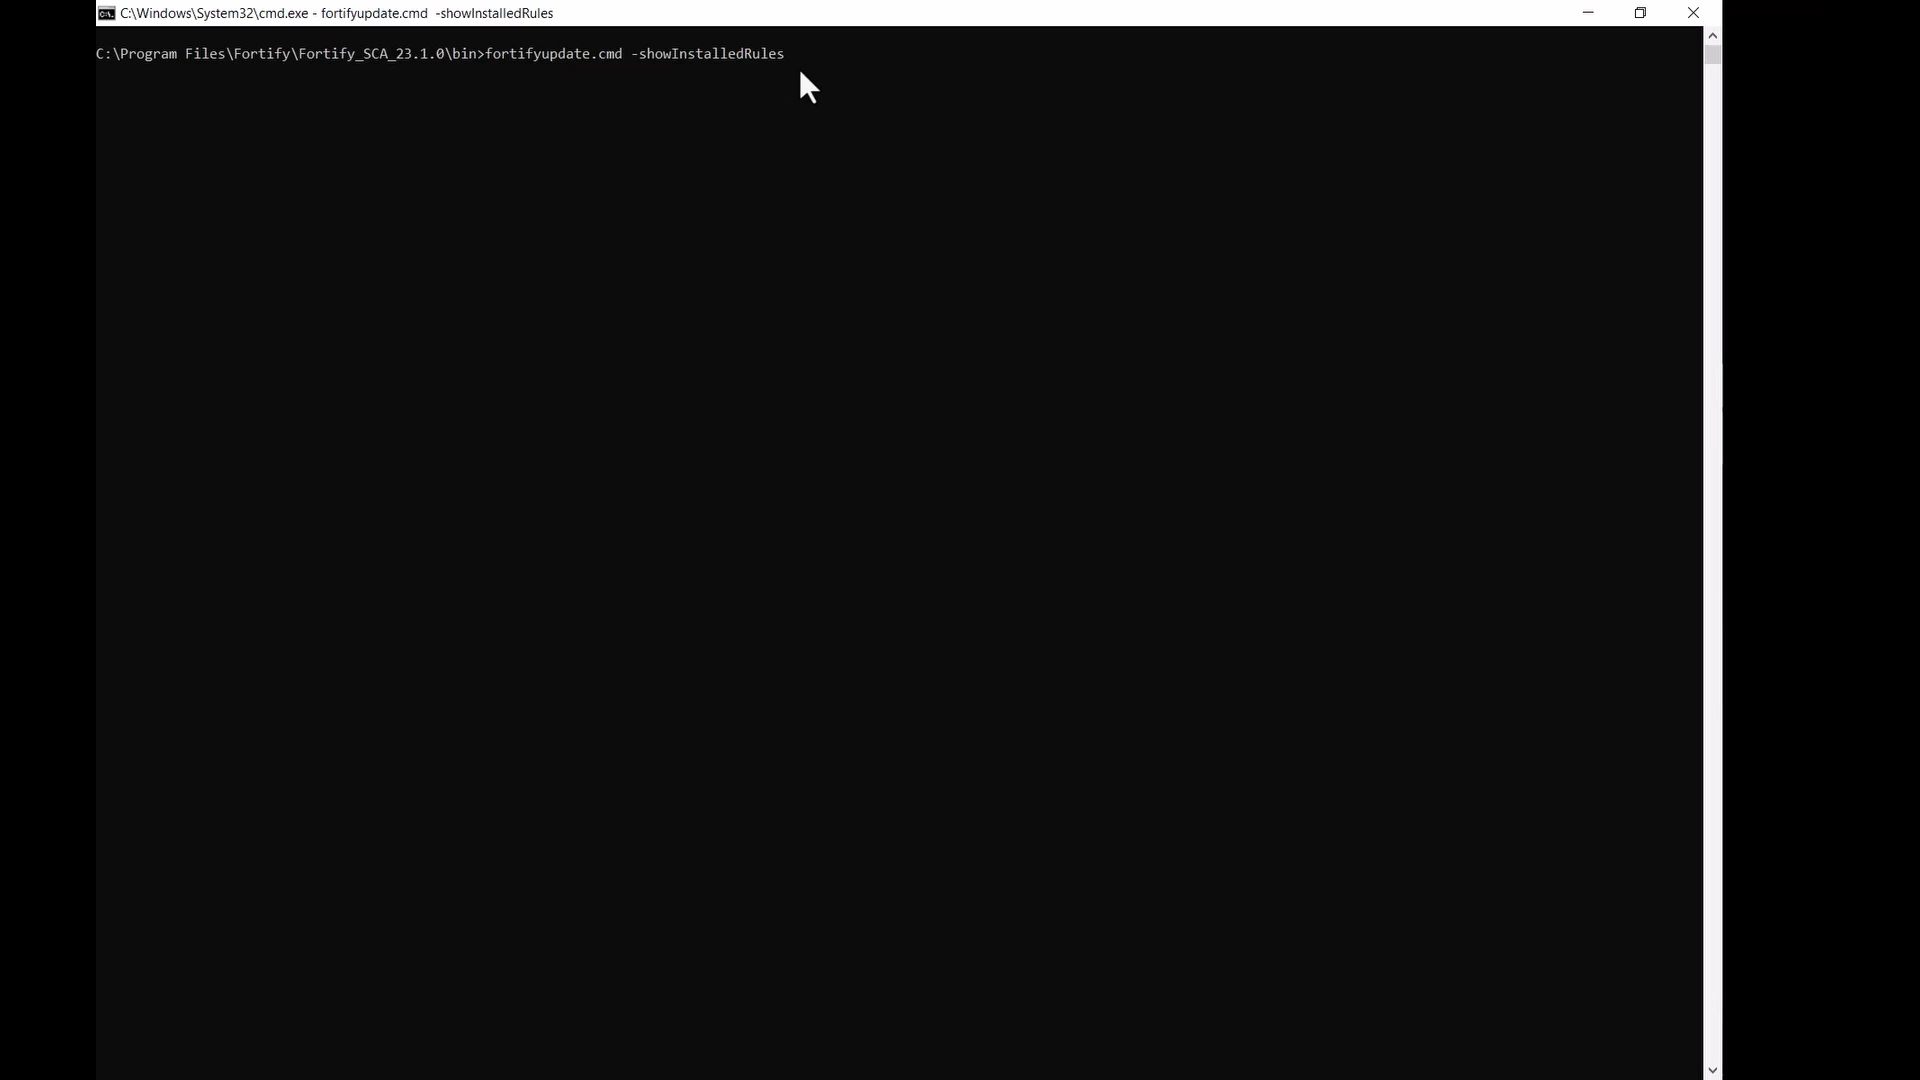 C:\Windows\System32\cmd.exe - fortifyupdate.cmd  -showInstalledRules
C:\Program Files\Fortify\Fortify_SCA_23.1.0\bin>fortifyupdate.cmd -showInstalledRules